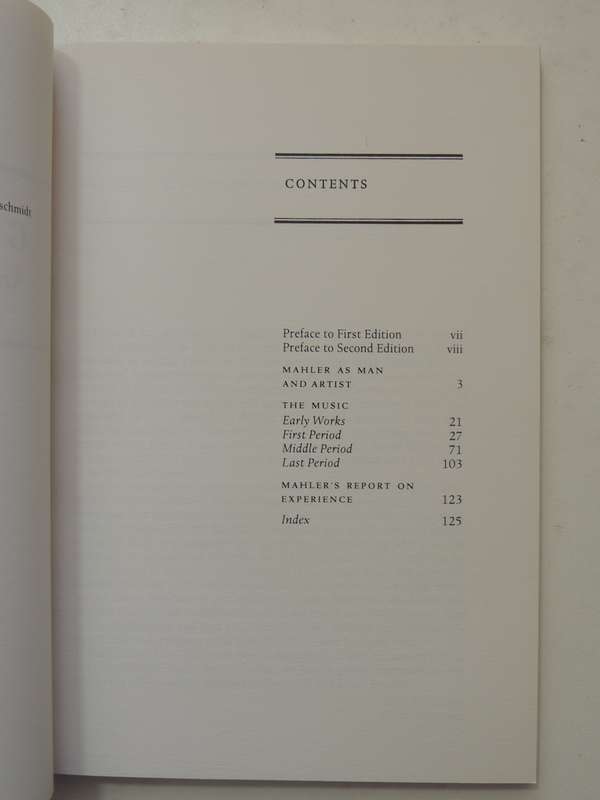 schmidt
CONTENTS
Preface to First Edition vii
Preface to Second Edition viii
MAHLER AS MAN
AND ARTIST 3
THE MUSIC
Early Works 21
First Period 27
Middle Period 71
Last Period 103
MAHLER'S REPORT ON
EXPERIENCE 123
Index 125